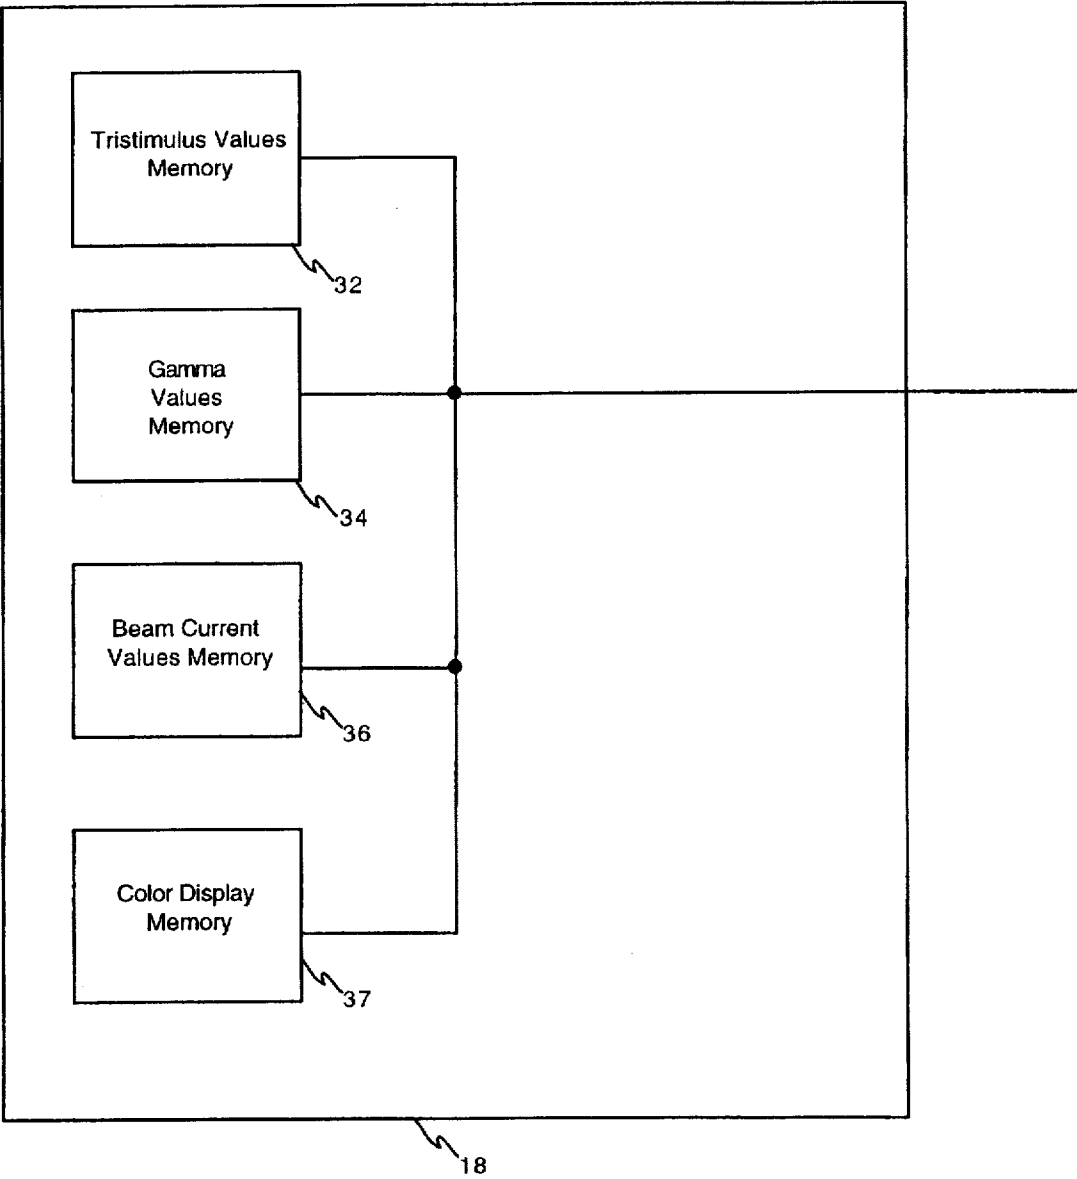 Tristimulus Values
Memory
32
Gamma
Values
Memory
34
Beam Current
Values Memory
36
Color Display
Memory
37
18